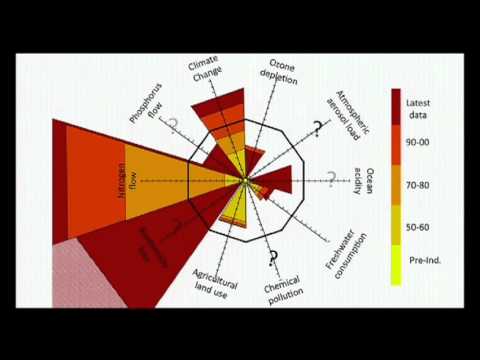 Climate
Change
Ozone
depletion
Phosphorus
flow
?
?
Atmospheric
aerosol load
Latest
data
90-00
Nitrogen
flow
?
Ocean
acidity
70-80
?
50-60
Freshwater
consumption
?
Pre-Ind.
Agricultural
land use
Chemical
pollution